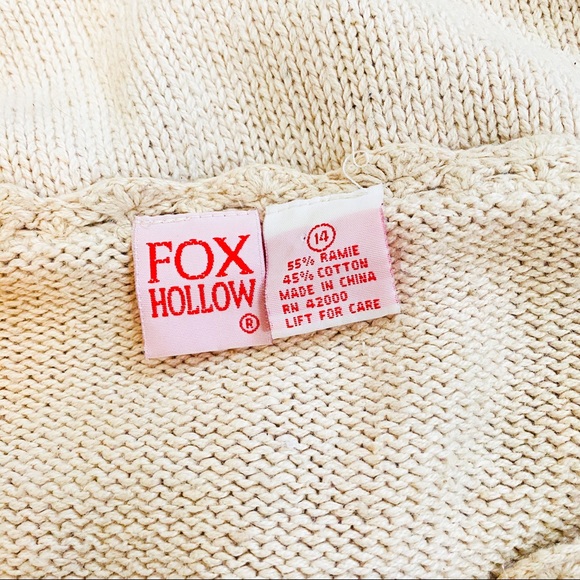 FOX
HOLLOW
®
14
55% RAMIE
45% COTTON
MADE IN CHINA
RN 42000
LIFT FOR CARE